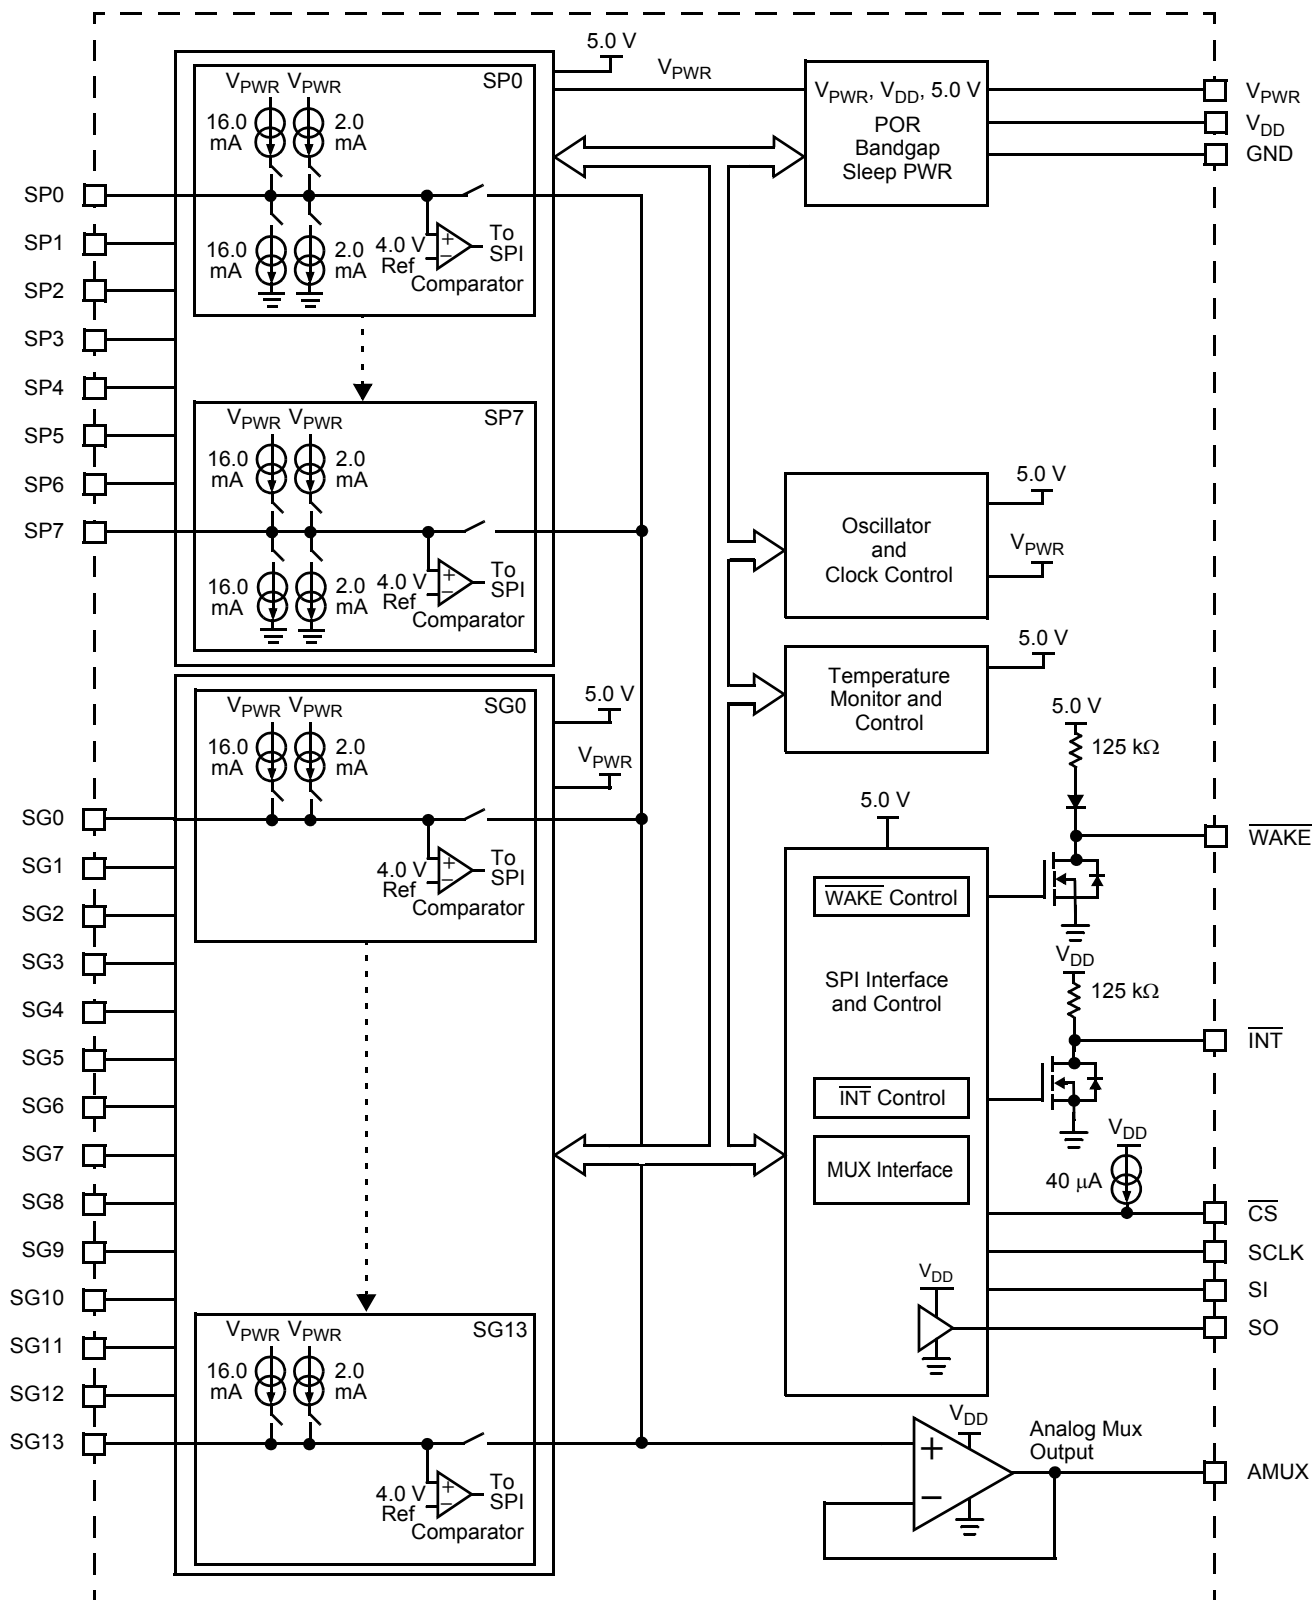 5.0 V
VPWR
VPWR VPWR
SP0
16.0 mA
2.0 mA
16.0 mA
2.0 mA
4.0 V Ref
To SPI
Comparator
VPWR, VDD, 5.0 V
POR
Bandgap
Sleep PWR
VPWR
VDD
GND
SP0
SP1
SP2
SP3
SP4
SP5
SP6
SP7
VPWR VPWR
SP7
16.0 mA
2.0 mA
16.0 mA
2.0 mA
4.0 V Ref
To SPI
Comparator
5.0 V
Oscillator
and
Clock Control
VPWR
5.0 V
Temperature
Monitor and
Control
VPWR VPWR
SG0
5.0 V
VPWR
16.0 mA
2.0 mA
4.0 V Ref
To SPI
Comparator
5.0 V
125 kΩ
WAKE
5.0 V
WAKE Control
SPI Interface
and Control
VDD
125 kΩ
INT
INT Control
MUX Interface
VDD
40 μA
CS
SCLK
SI
SO
VDD
SG0
SG1
SG2
SG3
SG4
SG5
SG6
SG7
SG8
SG9
SG10
SG11
SG12
SG13
VPWR VPWR
SG13
16.0 mA
2.0 mA
4.0 V Ref
To SPI
Comparator
VDD
+
−
Analog Mux
Output
AMUX